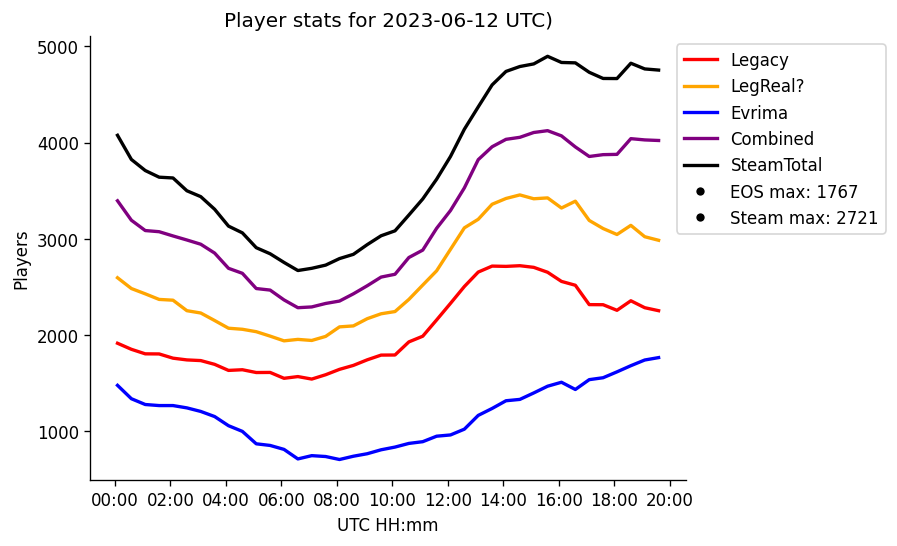 Player stats for 2023-06-12 UTC)
5000
4000
3000
2000
1000
Players
00:00 02:00 04:00 06:00 08:00 10:00 12:00 14:00 16:00 18:00 20:00
UTC HH:mm
Legacy
LegReal?
Evrima
Combined
SteamTotal
EOS max: 1767
Steam max: 2721